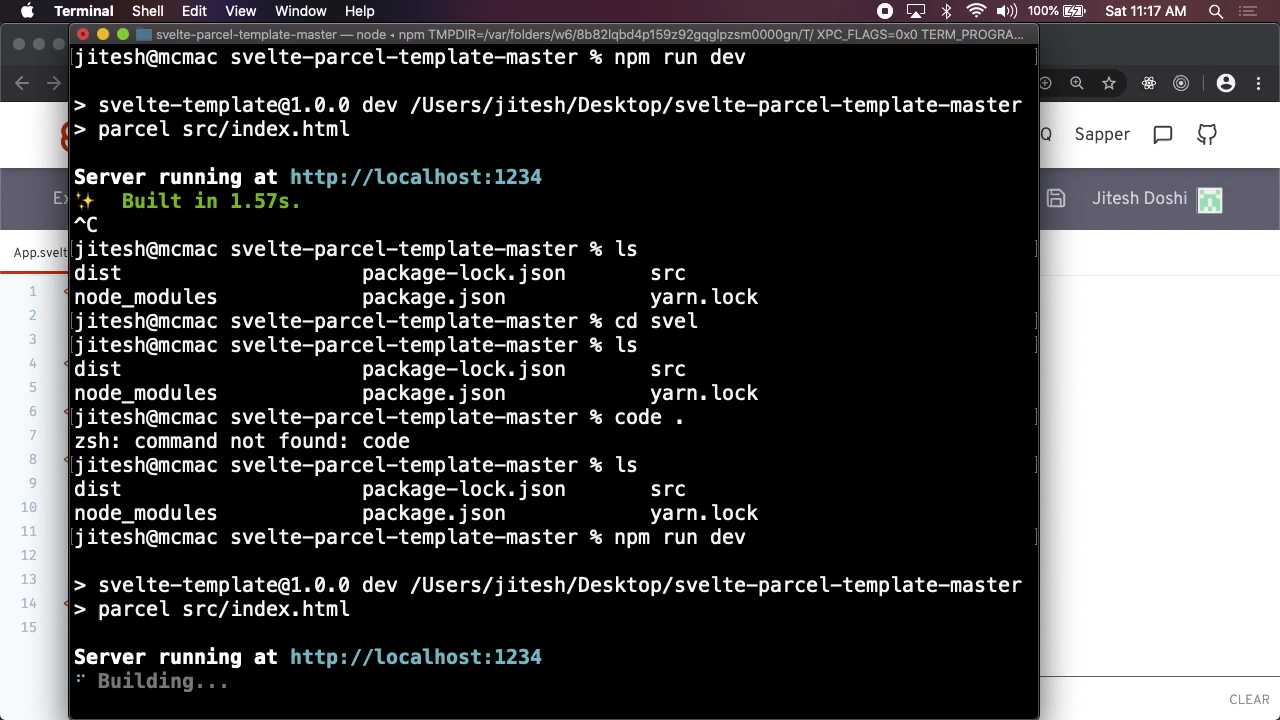 Terminal Shell Edit View Window Help 100% Sat 11:17 AM
svelte-parcel-template-master — node ◂ npm TMPDIR=/var/folders/w6/8b82lqbd4p159z92gqglpzsm0000gn/T/ XPC_FLAGS=0x0 TERM_PROGRA...
jitesh@mcmac svelte-parcel-template-master % npm run dev
> svelte-template@1.0.0 dev /Users/jitesh/Desktop/svelte-parcel-template-master
> parcel src/index.html
Server running at http://localhost:1234
✨ Built in 1.57s.
^C
jitesh@mcmac svelte-parcel-template-master % ls
dist package-lock.json src
node_modules package.json yarn.lock
jitesh@mcmac svelte-parcel-template-master % cd svel
jitesh@mcmac svelte-parcel-template-master % ls
dist package-lock.json src
node_modules package.json yarn.lock
jitesh@mcmac svelte-parcel-template-master % code .
zsh: command not found: code
jitesh@mcmac svelte-parcel-template-master % ls
dist package-lock.json src
node_modules package.json yarn.lock
jitesh@mcmac svelte-parcel-template-master % npm run dev
> svelte-template@1.0.0 dev /Users/jitesh/Desktop/svelte-parcel-template-master
> parcel src/index.html
Server running at http://localhost:1234
Building...
Q Sapper
Ex
Jitesh Doshi
App.svelt
1
2
3
4
5
6
7
8
9
10
11
12
13
14
15
CLEAR